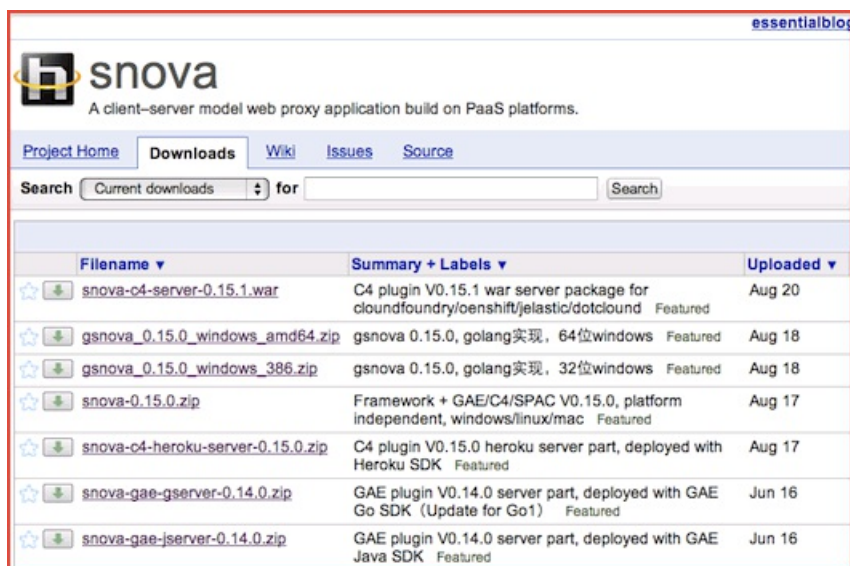 essentialblog
snova
A client–server model web proxy application build on PaaS platforms.
Project Home Downloads Wiki Issues Source
Search Current downloads for Search
Filename ▼ Summary + Labels ▼ Uploaded ▼
snova-c4-server-0.15.1.war C4 plugin V0.15.1 war server package for Aug 20
cloudfoundry/oenshift/jelastic/dotclound Featured
gsnova_0.15.0_windows_amd64.zip gsnova 0.15.0, golang实现，64位windows Featured Aug 18
gsnova_0.15.0_windows_386.zip gsnova 0.15.0, golang实现，32位windows Featured Aug 18
snova-0.15.0.zip Framework + GAE/C4/SPAC V0.15.0, platform Aug 17
independent, windows/linux/mac Featured
snova-c4-heroku-server-0.15.0.zip C4 plugin V0.15.0 heroku server part, deployed with Aug 17
Heroku SDK Featured
snova-gae-gserver-0.14.0.zip GAE plugin V0.14.0 server part, deployed with GAE Jun 16
Go SDK（Update for Go1） Featured
snova-gae-jserver-0.14.0.zip GAE plugin V0.14.0 server part, deployed with GAE Jun 16
Java SDK Featured